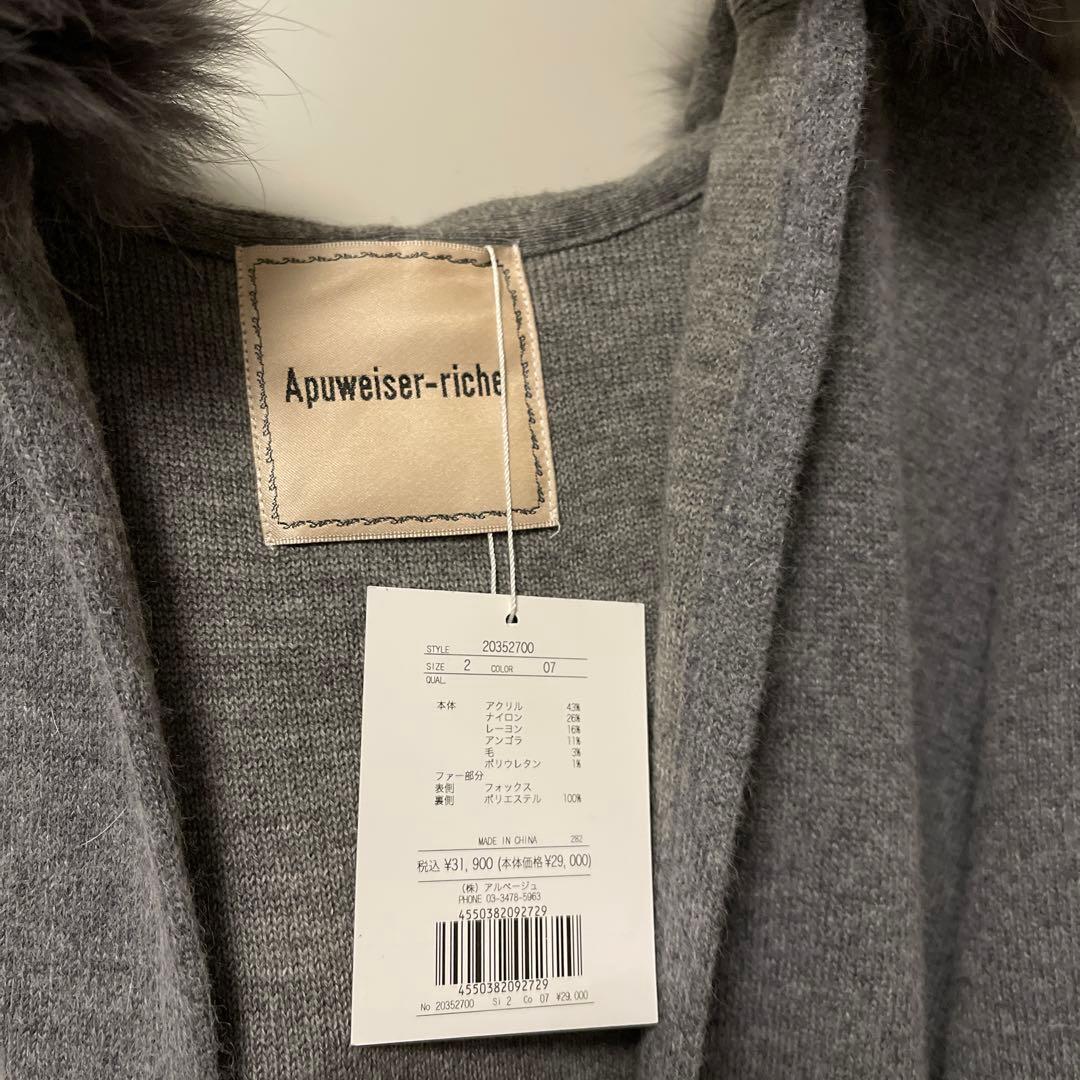 Apuweiser-riche
STYLE 20352700
SIZE 2 COLOR 07
QUAL.
本体 アクリル 43%
ナイロン 26%
レーヨン 16%
アンゴラ 11%
毛 3%
ポリウレタン 1%
ファー部分
表側 フォックス
裏側 ポリエステル 100%
MADE IN CHINA 282
税込 ¥31,900 (本体価格¥29,000)
(株) アルページュ
PHONE 03-3478-5963
4550382092729
4550382092729
No 20352700 Si 2 Co 07 ¥29,000